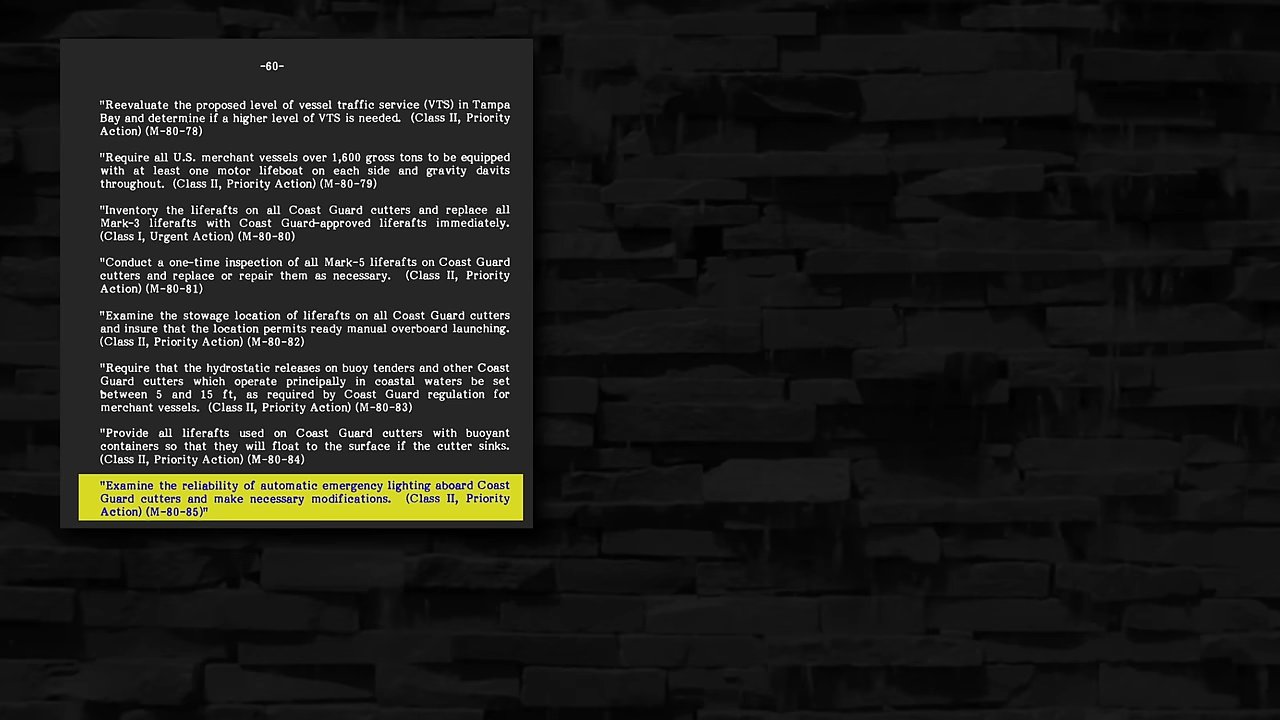 -60-
"Reevaluate the proposed level of vessel traffic service (VTS) in Tampa
Bay and determine if a higher level of VTS is needed. (Class II, Priority
Action) (M-80-78)
"Require all U.S. merchant vessels over 1,600 gross tons to be equipped
with at least one motor lifeboat on each side and gravity davits
throughout. (Class II, Priority Action) (M-80-79)
"Inventory the liferafts on all Coast Guard cutters and replace all
Mark-3 liferafts with Coast Guard-approved liferafts immediately.
(Class I, Urgent Action) (M-80-80)
"Conduct a one-time inspection of all Mark-5 liferafts on Coast Guard
cutters and replace or repair them as necessary. (Class II, Priority
Action) (M-80-81)
"Examine the stowage location of liferafts on all Coast Guard cutters
and insure that the location permits ready manual overboard launching.
(Class II, Priority Action) (M-80-82)
"Require that the hydrostatic releases on buoy tenders and other Coast
Guard cutters which operate principally in coastal waters be set
between 5 and 15 ft, as required by Coast Guard regulation for
merchant vessels. (Class II, Priority Action) (M-80-83)
"Provide all liferafts used on Coast Guard cutters with buoyant
containers so that they will float to the surface if the cutter sinks.
(Class II, Priority Action) (M-80-84)
"Examine the reliability of automatic emergency lighting aboard Coast
Guard cutters and make necessary modifications. (Class II, Priority
Action) (M-80-85)"